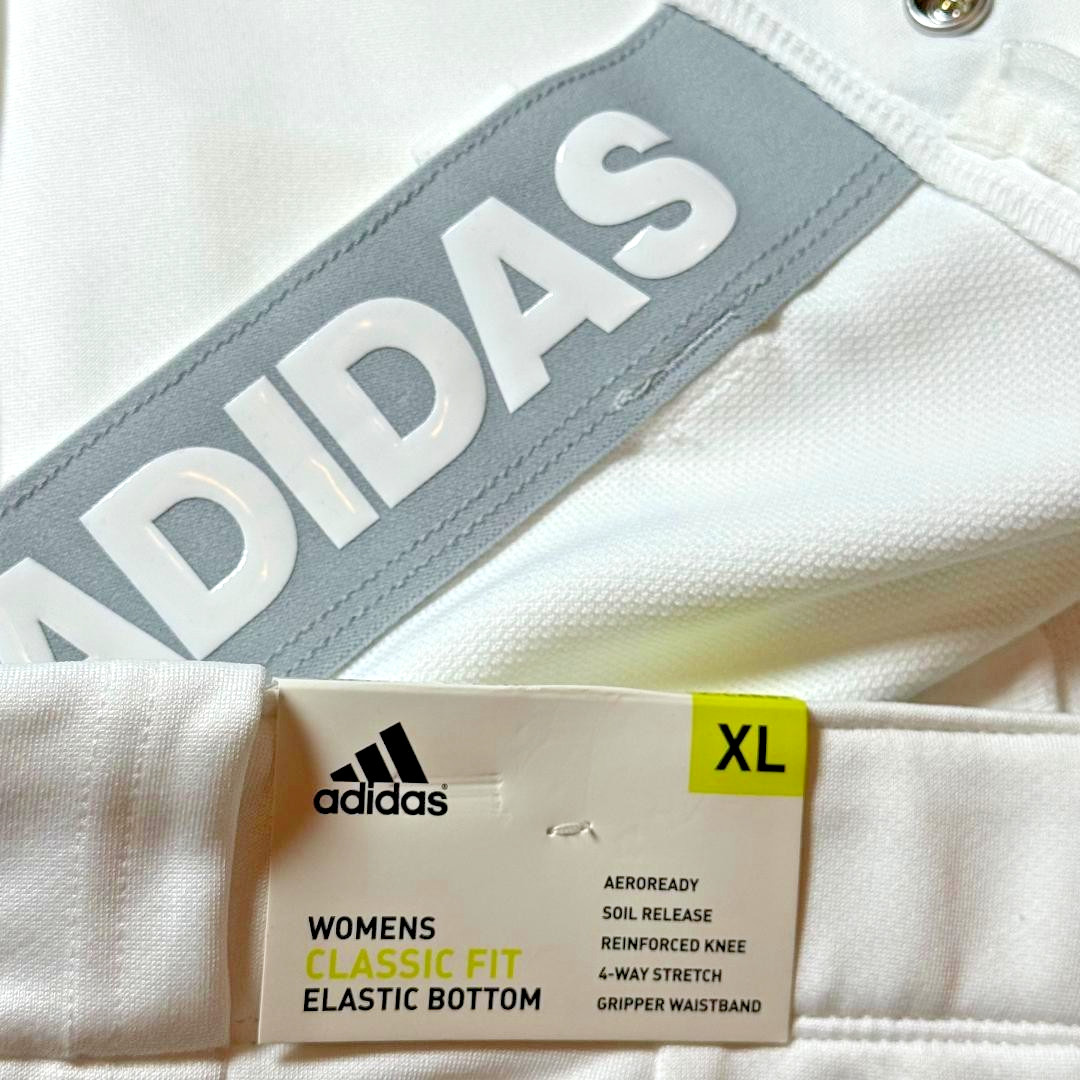 ADIDAS
XL
adidas®
AEROREADY
SOIL RELEASE
REINFORCED KNEE
4-WAY STRETCH
GRIPPER WAISTBAND
WOMENS
CLASSIC FIT
ELASTIC BOTTOM